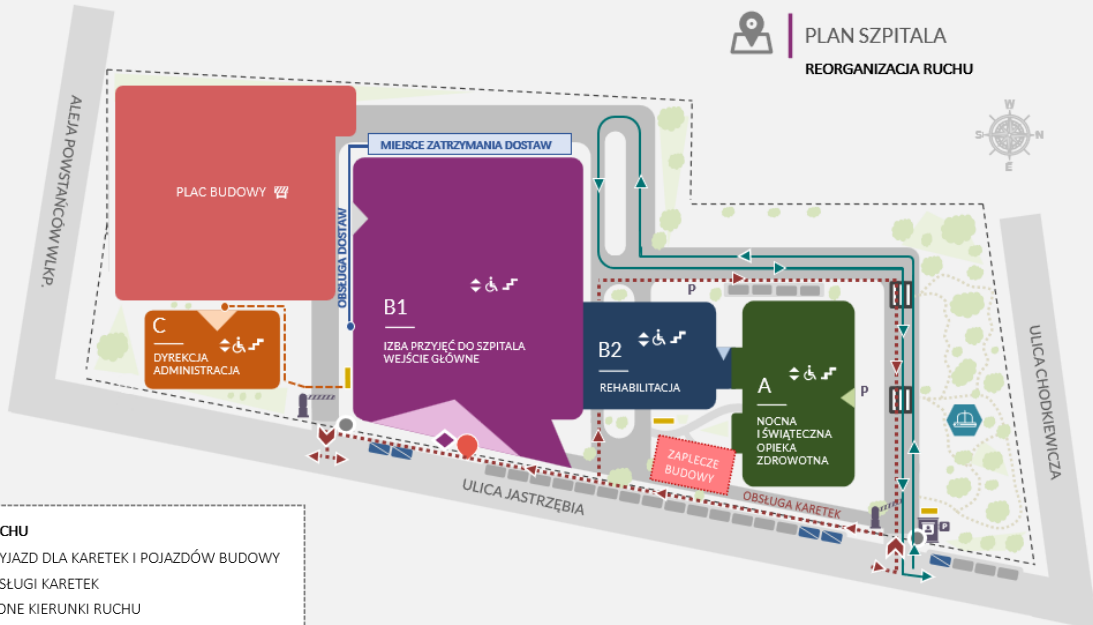 PLAN SZPITALA
REORGANIZACJA RUCHU
W
S
N
E
ALEJA POWSTAŃCÓW WLKP.
MIEJSCE ZATRZYMANIA DOSTAW
PLAC BUDOWY
OBSŁUGA DOSTAW
B1
IZBA PRZYJĘĆ DO SZPITALA
WEJŚCIE GŁÓWNE
C
DYREKCJA
ADMINISTRACJA
B2
REHABILITACJA
P
A
NOCNA
I ŚWIĄTECZNA
OPIEKA
ZDROWOTNA
P
ULICA CHODKIEWICZA
ZAPLECZE
BUDOWY
OBSŁUGA KARETEK
P
ULICA JASTRZĘBIA
CHU
YJAZD DLA KARETEK I POJAZDÓW BUDOWY
SŁUGI KARETEK
ONE KIERUNKI RUCHU